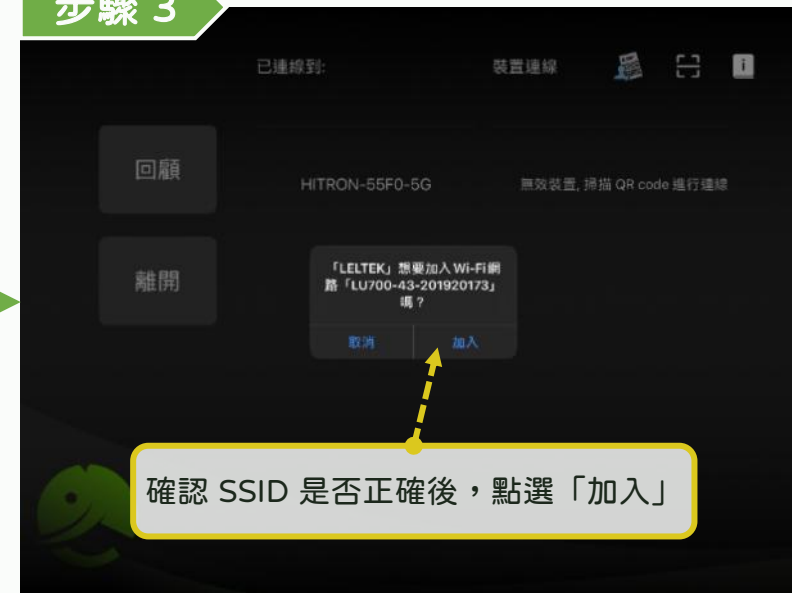 步驟 3
已連線到: 裝置連線
回顧
HITRON-55F0-5G 無效裝置, 掃描 QR code 進行連線
離開
「LELTEK」想要加入 Wi-Fi 網
路「LU700-43-201920173」
嗎？
取消 加入
確認 SSID 是否正確後，點選「加入」